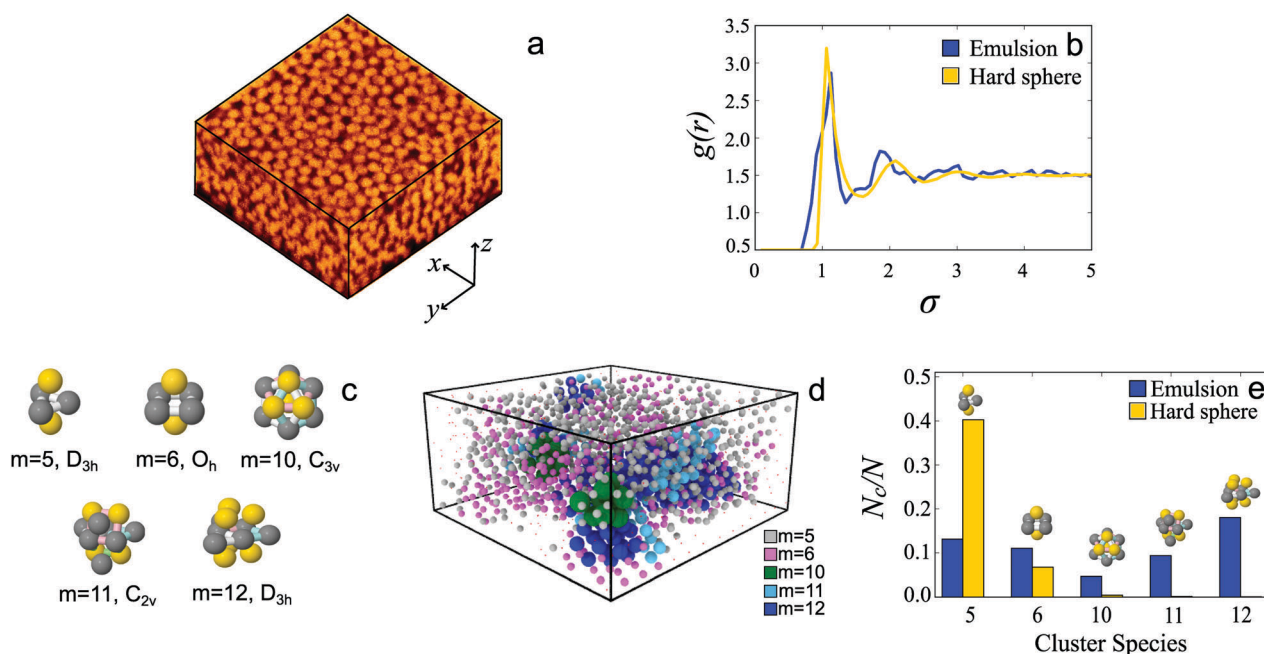 a
x
y
z
b
3.5
3.0
2.5
2.0
1.5
1.0
0.5
g(r)
Emulsion
Hard sphere
0 1 2 3 4 5
σ
c
m=5, D3h
m=6, Oh
m=10, C3v
m=11, C2v
m=12, D3h
d
m=5
m=6
m=10
m=11
m=12
e
0.5
0.4
0.3
0.2
0.1
0.0
Nc/N
Emulsion
Hard sphere
5 6 10 11 12
Cluster Species